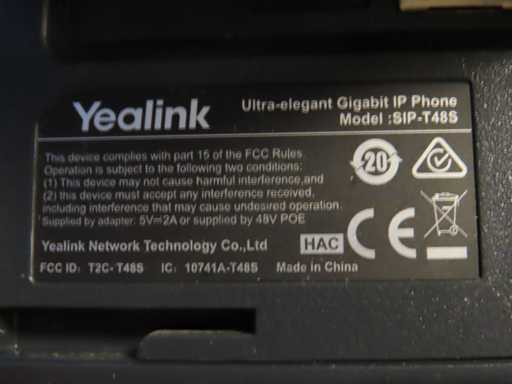 Yealink
Ultra-elegant Gigabit IP Phone
Model :SIP-T48S
This device complies with part 15 of the FCC Rules.
Operation is subject to the following two conditions:
(1) This device may not cause harmful interference,and
(2) this device must accept any interference received,
including interference that may cause undesired operation.
Supplied by adapter: 5V⎓2A or supplied by 48V POE
20
Yealink Network Technology Co.,Ltd
HAC
CE
FCC ID: T2C-T48S IC: 10741A-T48S Made in China